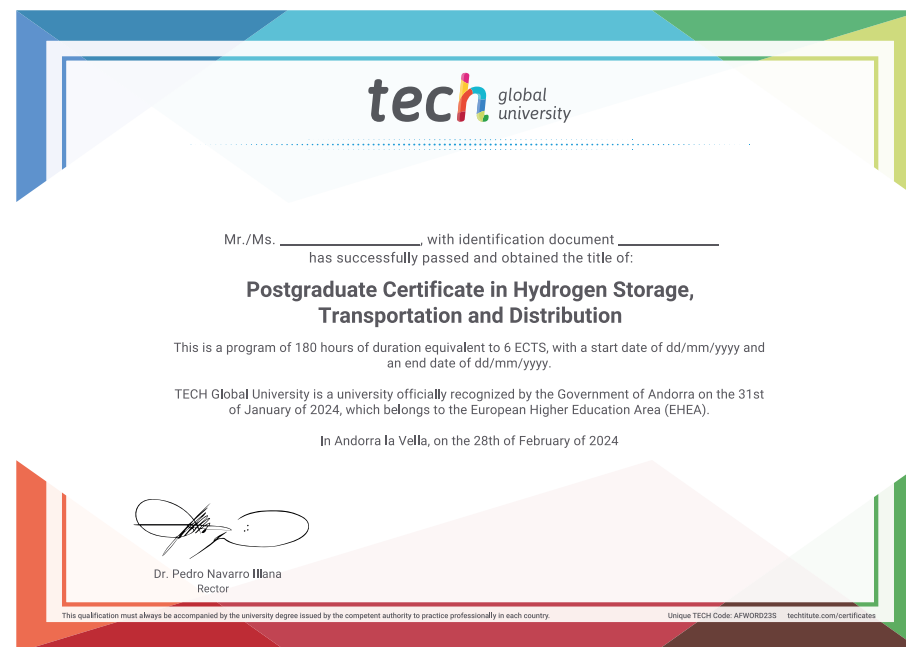 tech global university
Mr./Ms. ________________, with identification document ____________
has successfully passed and obtained the title of:
Postgraduate Certificate in Hydrogen Storage,
Transportation and Distribution
This is a program of 180 hours of duration equivalent to 6 ECTS, with a start date of dd/mm/yyyy and
an end date of dd/mm/yyyy.
TECH Global University is a university officially recognized by the Government of Andorra on the 31st
of January of 2024, which belongs to the European Higher Education Area (EHEA).
In Andorra la Vella, on the 28th of February of 2024
Dr. Pedro Navarro Illana
Rector
This qualification must always be accompanied by the university degree issued by the competent authority to practice professionally in each country.
Unique TECH Code: AFWORD23S techtitute.com/certificates